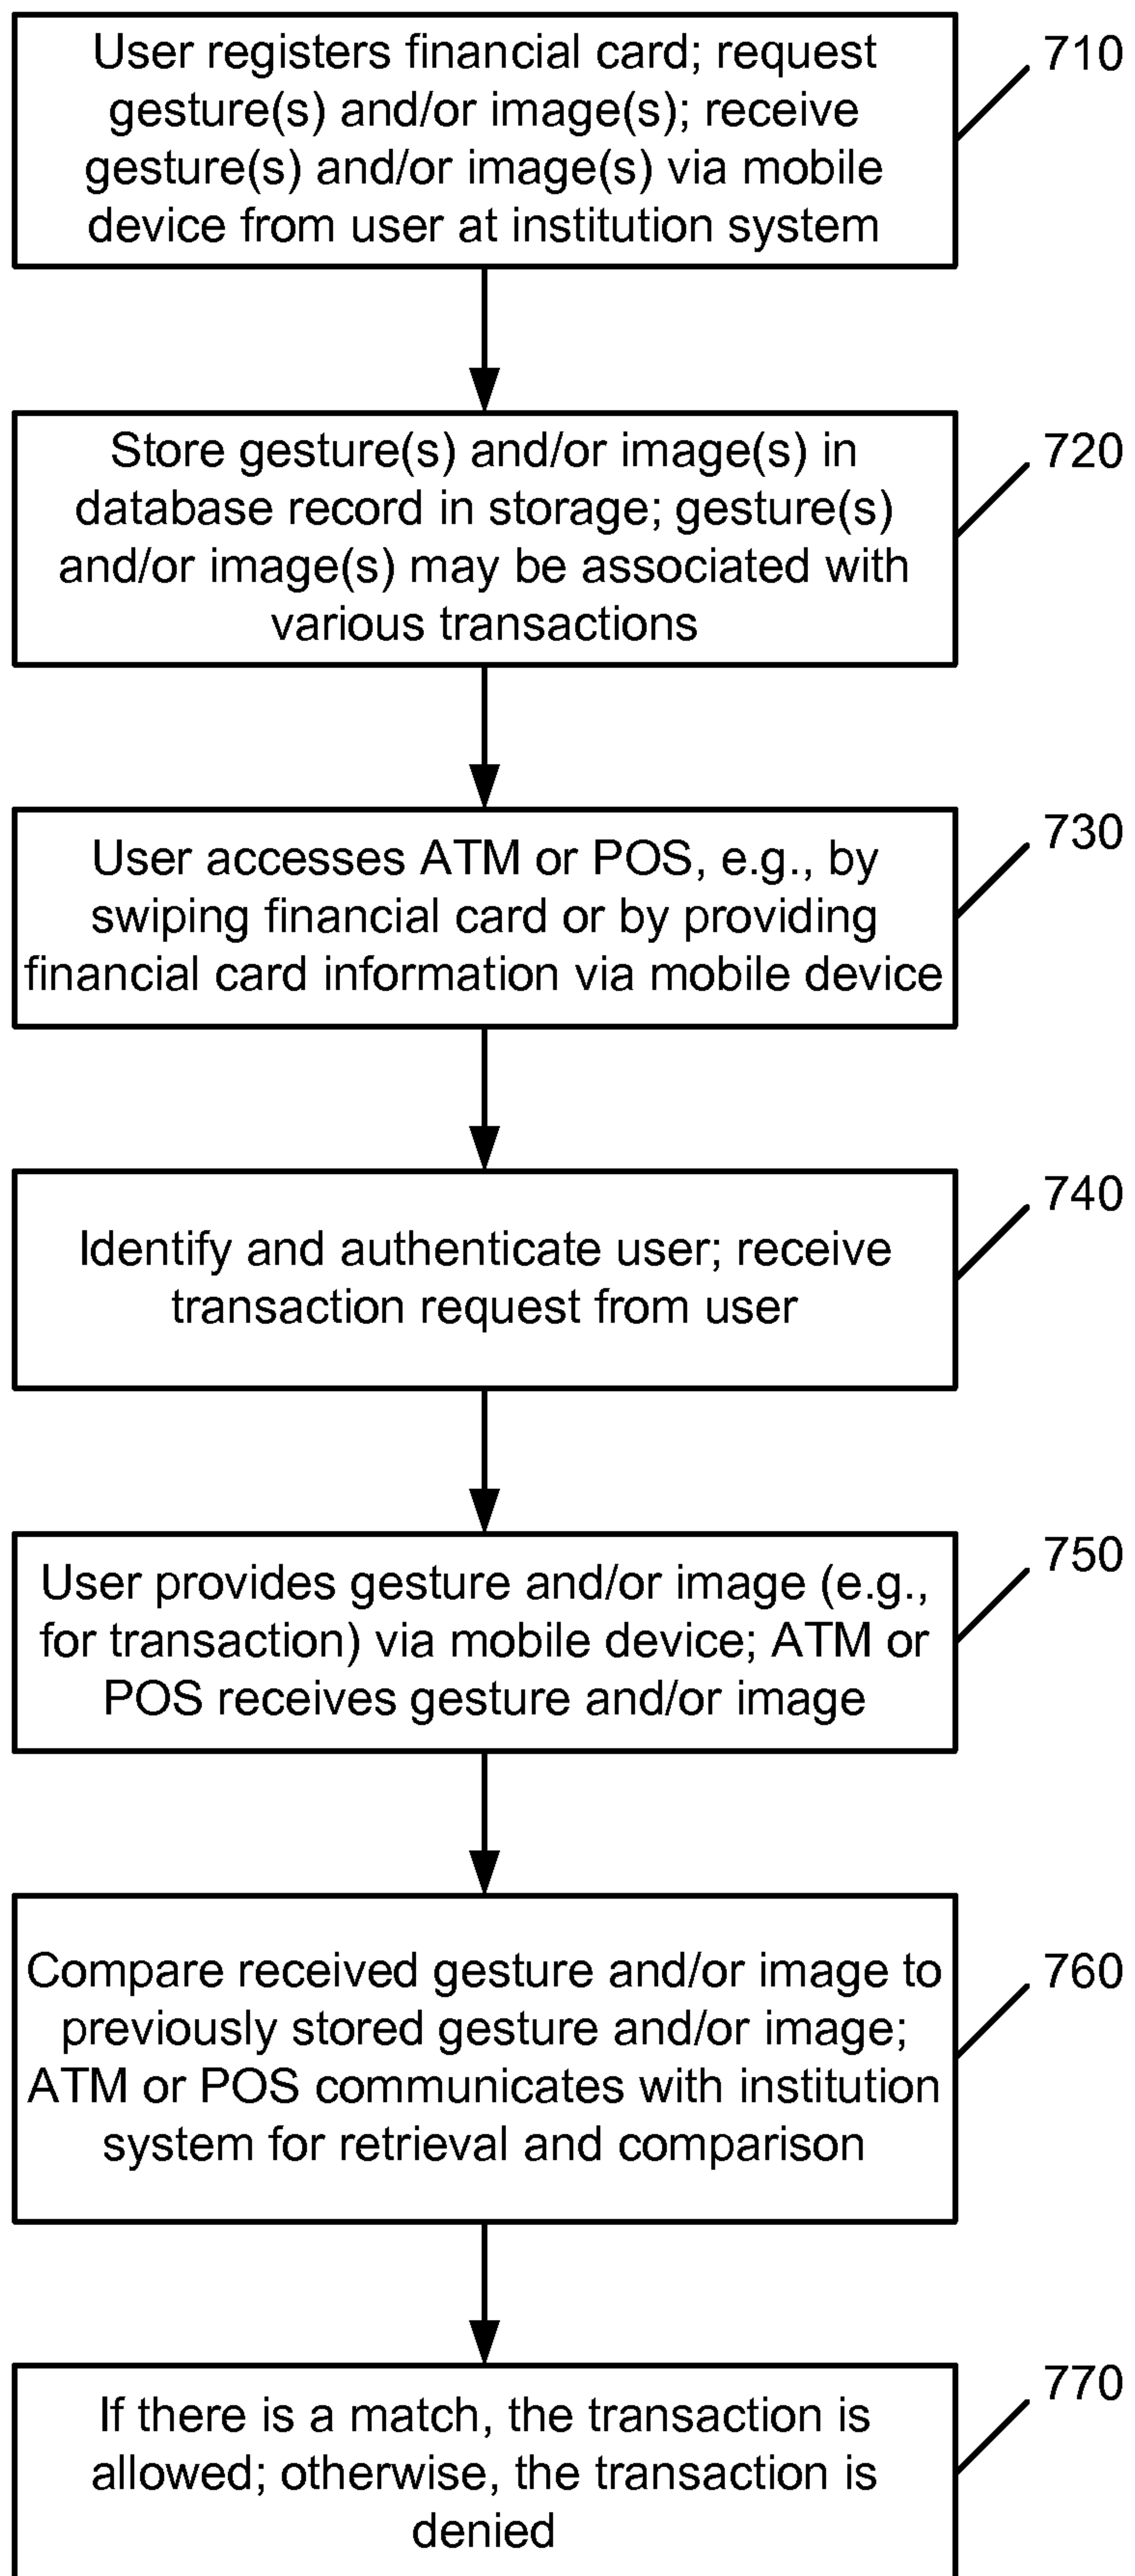 User registers financial card; request
gesture(s) and/or image(s); receive
gesture(s) and/or image(s) via mobile
device from user at institution system
710
Store gesture(s) and/or image(s) in
database record in storage; gesture(s)
and/or image(s) may be associated with
various transactions
720
User accesses ATM or POS, e.g., by
swiping financial card or by providing
financial card information via mobile device
730
Identify and authenticate user; receive
transaction request from user
740
User provides gesture and/or image (e.g.,
for transaction) via mobile device; ATM or
POS receives gesture and/or image
750
Compare received gesture and/or image to
previously stored gesture and/or image;
ATM or POS communicates with institution
system for retrieval and comparison
760
If there is a match, the transaction is
allowed; otherwise, the transaction is
denied
770